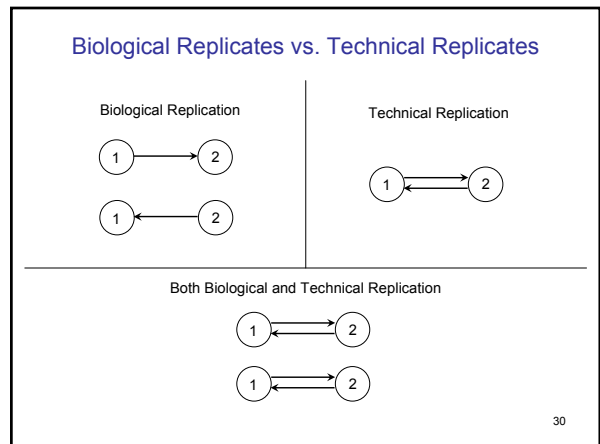 Biological Replicates vs. Technical Replicates
Biological Replication
1 2
1 2
Technical Replication
1 2
Both Biological and Technical Replication
1 2
1 2
30